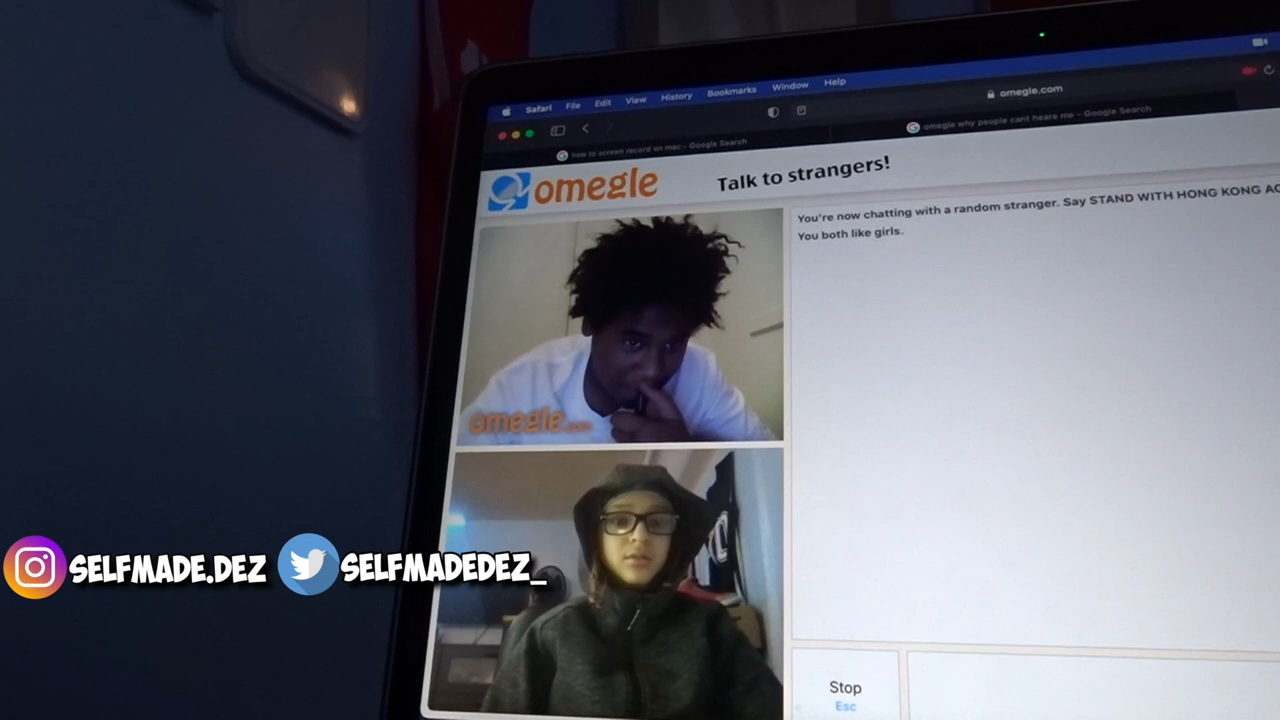 Safari File Edit View History Bookmarks Window Help
omegle.com
how to screen record on mac - Google Search
omegle why people cant heare me - Google Search
omegle Talk to strangers!
You're now chatting with a random stranger. Say STAND WITH HONG KONG
You both like girls.
omegle.com
SELFMADE.DEZ SELFMADEDEZ_
Stop
Esc